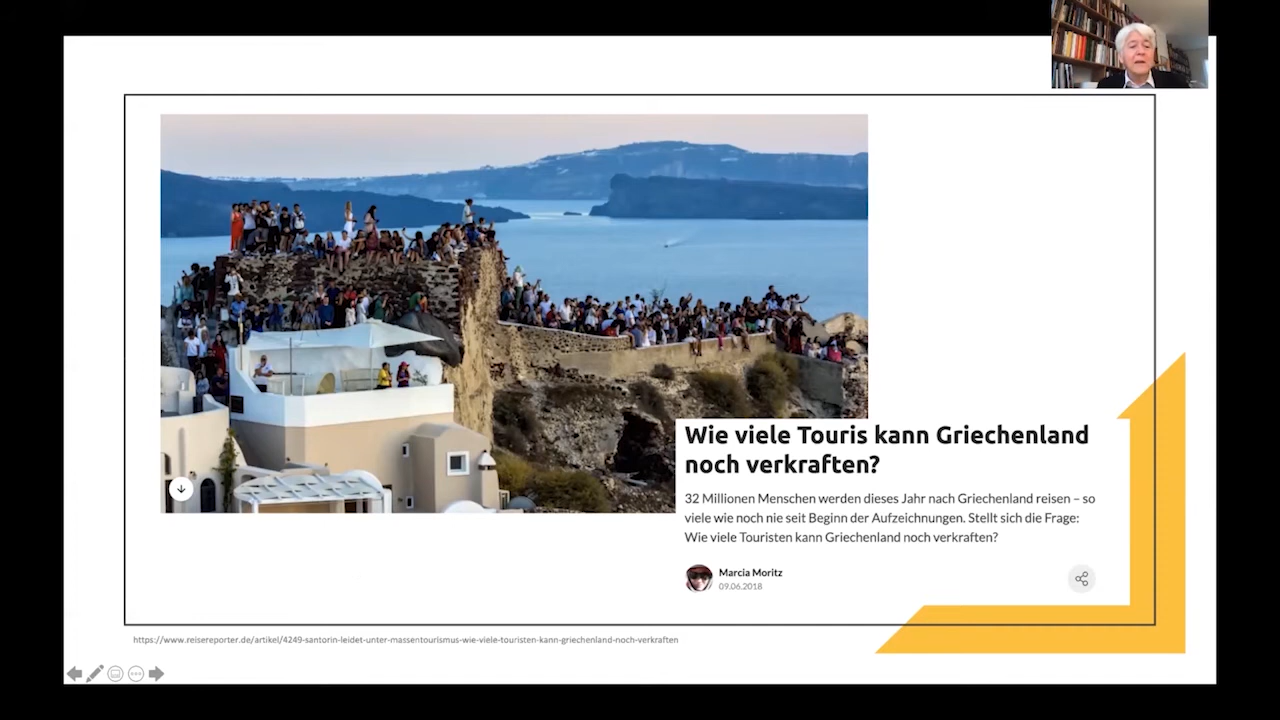 Wie viele Touris kann Griechenland
noch verkraften?
32 Millionen Menschen werden dieses Jahr nach Griechenland reisen – so
viele wie noch nie seit Beginn der Aufzeichnungen. Stellt sich die Frage:
Wie viele Touristen kann Griechenland noch verkraften?
Marcia Moritz
09.06.2018
https://www.reisereporter.de/artikel/4249-santorin-leidet-unter-massentourismus-wie-viele-touristen-kann-griechenland-noch-verkraften